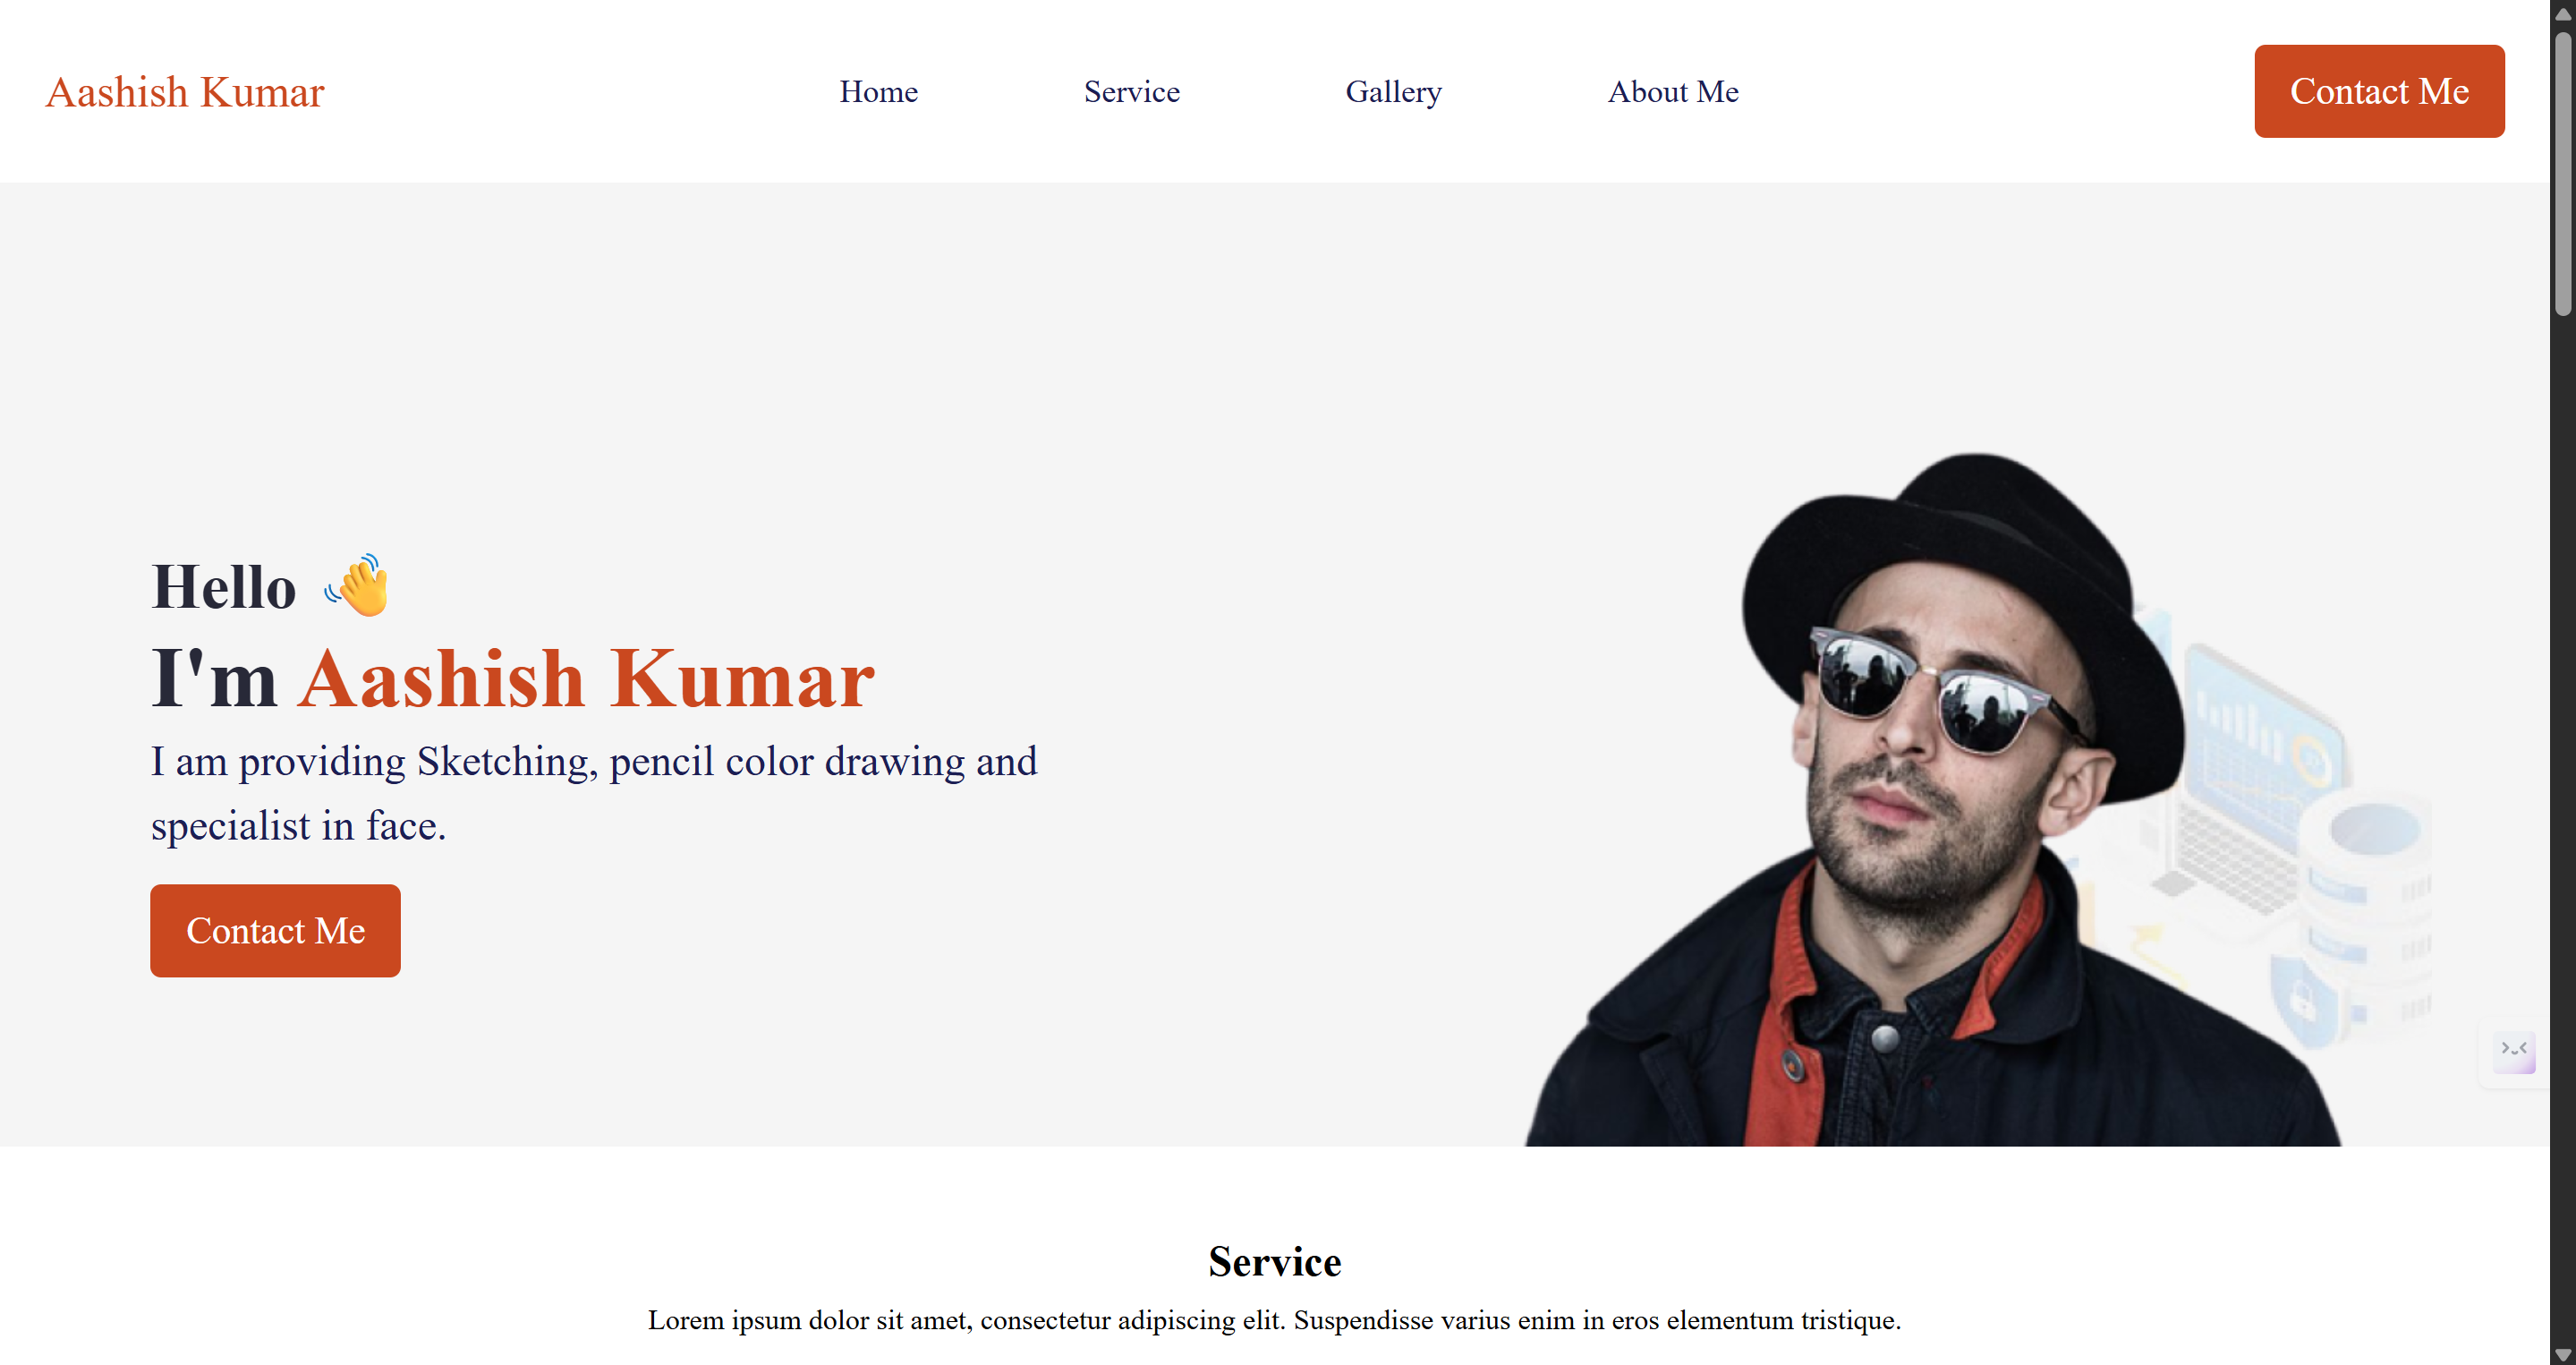 Aashish Kumar
Home
Service
Gallery
About Me
Contact Me
Hello 👋
I'm Aashish Kumar
I am providing Sketching, pencil color drawing and
specialist in face.
Contact Me
Service
Lorem ipsum dolor sit amet, consectetur adipiscing elit. Suspendisse varius enim in eros elementum tristique.